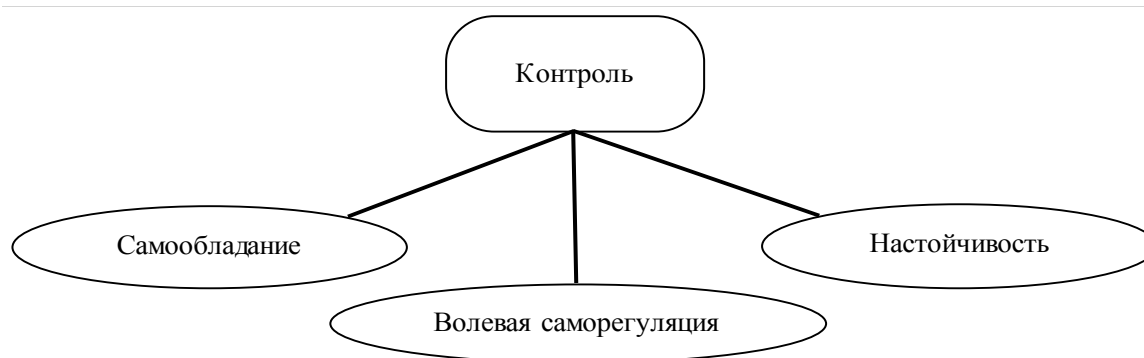 Контроль
Самообладание
Настойчивость
Волевая саморегуляция